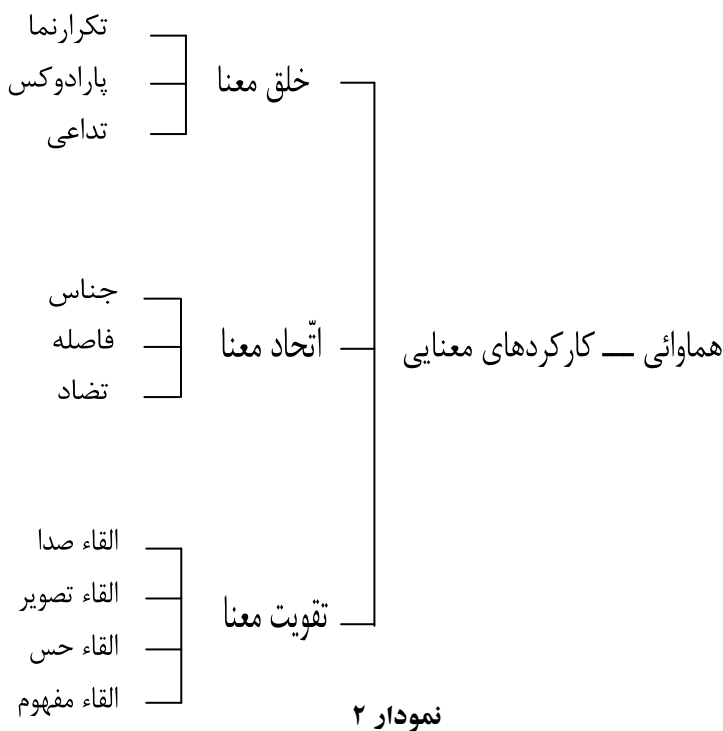 هماوائی — کارکردهای معنایی
خلق معنا
تکرارنما
پارادوکس
تداعی
اتّحاد معنا
جناس
فاصله
تضاد
تقویت معنا
القاء صدا
القاء تصویر
القاء حس
القاء مفهوم
نمودار ۲